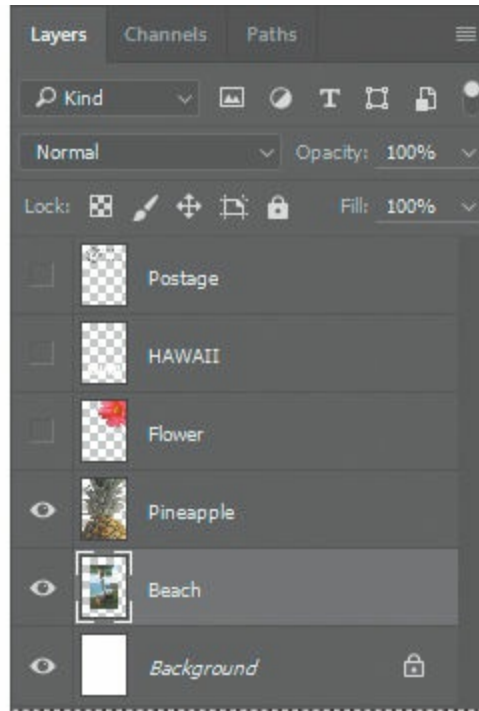 Layers Channels Paths
Kind
Normal Opacity: 100%
Lock: Fill: 100%
Postage
HAWAII
Flower
Pineapple
Beach
Background